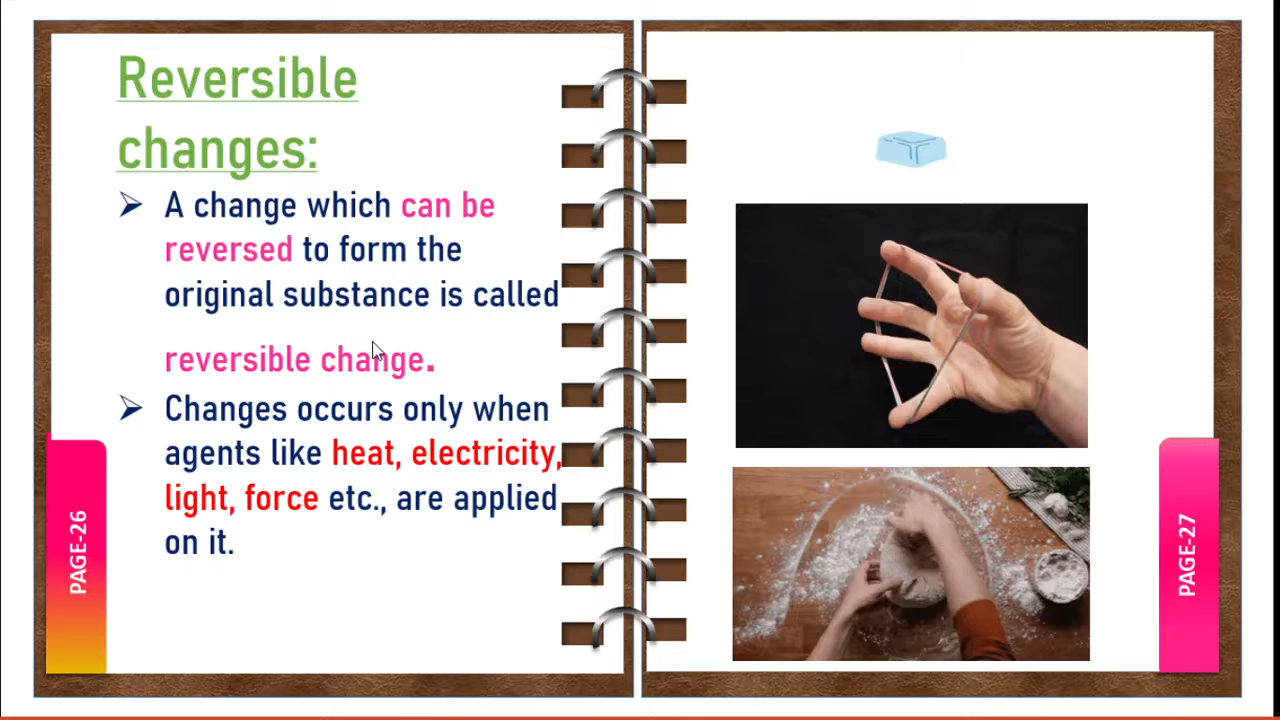 Reversible
changes:
⮚ A change which can be
reversed to form the
original substance is called
reversible change.
⮚ Changes occurs only when
agents like heat, electricity,
light, force etc., are applied
on it.
PAGE-26
PAGE-27